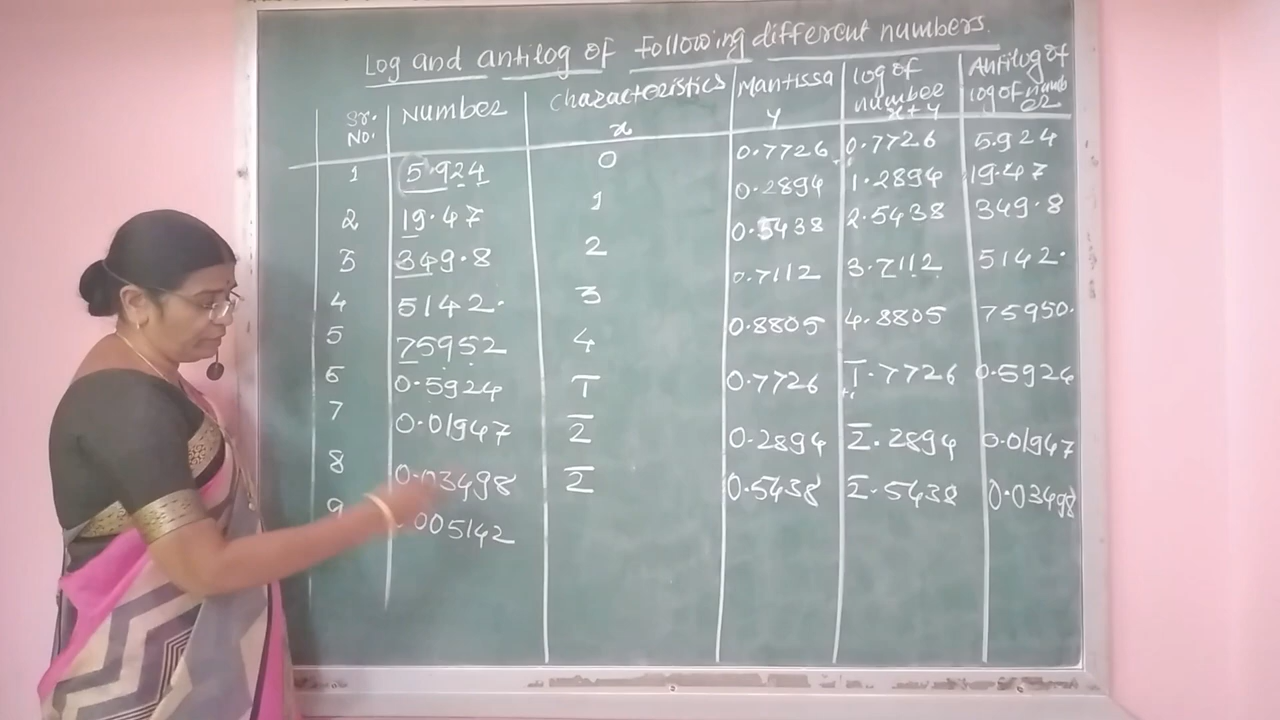 Log and antilog of following different numbers.
Sr. No. Number Characteristics x Mantissa y log of number x+y Antilog of log of number
1 5.924 0 0.7726 0.7726 5.924
2 19.47 1 0.2894 1.2894 19.47
3 349.8 2 0.5438 2.5438 349.8
4 5142. 3 0.7112 3.7112 5142.
5 75952 4 0.8805 4.8805 75950.
6 0.5924 1̅ 0.7726 1̅.7726 0.5924
7 0.01947 2̅ 0.2894 2̅.2894 0.01947
8 0.03498 2̅ 0.5438 2̅.5438 0.03498
9 .005142